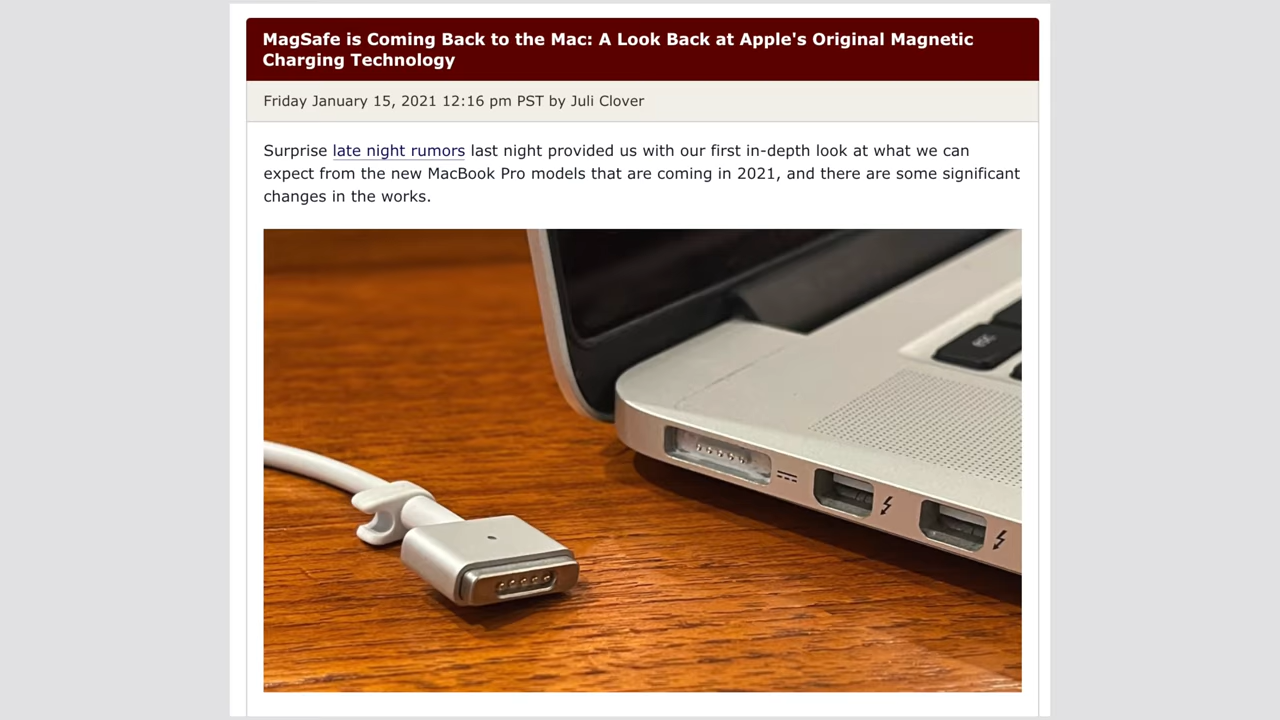 MagSafe is Coming Back to the Mac: A Look Back at Apple's Original Magnetic
Charging Technology
Friday January 15, 2021 12:16 pm PST by Juli Clover
Surprise late night rumors last night provided us with our first in-depth look at what we can
expect from the new MacBook Pro models that are coming in 2021, and there are some significant
changes in the works.
esc